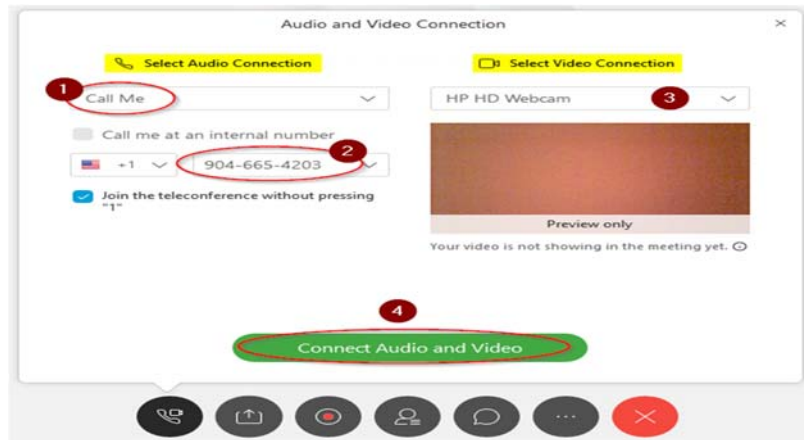 Audio and Video Connection
Select Audio Connection
Select Video Connection
1
Call Me
HP HD Webcam
3
Call me at an internal number
2
+1
904-665-4203
Join the teleconference without pressing
"1"
Preview only
Your video is not showing in the meeting yet.
4
Connect Audio and Video